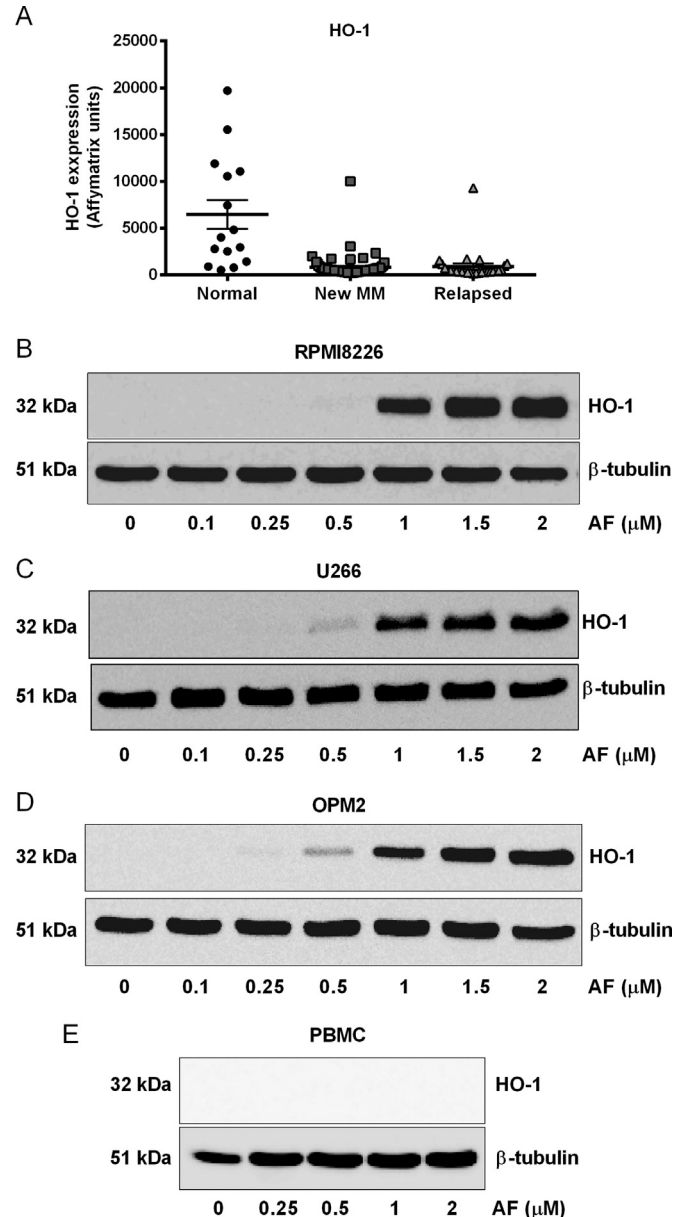 A
HO-1
HO-1 exxpression
(Affymatrix units)
25000
20000
15000
10000
5000
0
Normal New MM Relapsed
B
RPMI8226
32 kDa HO-1
51 kDa β-tubulin
0 0.1 0.25 0.5 1 1.5 2 AF (μM)
C
U266
32 kDa HO-1
51 kDa β-tubulin
0 0.1 0.25 0.5 1 1.5 2 AF (μM)
D
OPM2
32 kDa HO-1
51 kDa β-tubulin
0 0.1 0.25 0.5 1 1.5 2 AF (μM)
E
PBMC
32 kDa HO-1
51 kDa β-tubulin
0 0.25 0.5 1 2 AF (μM)